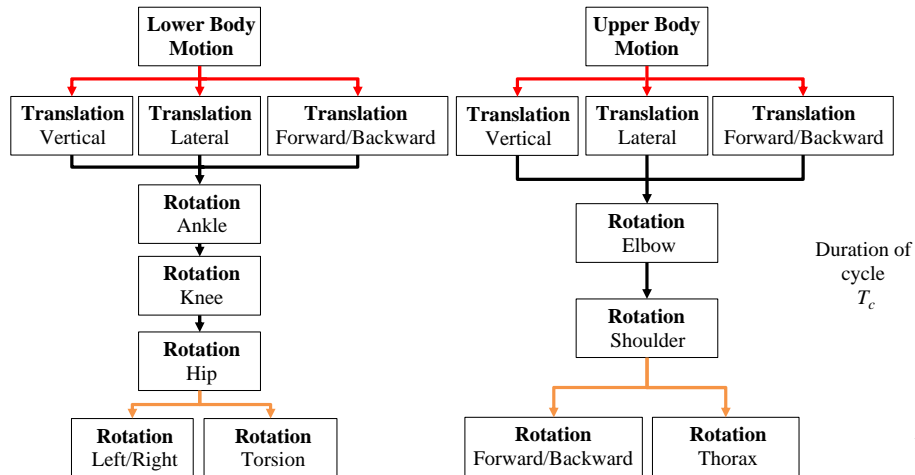 Lower Body
Motion
Translation
Vertical
Translation
Lateral
Translation
Forward/Backward
Rotation
Ankle
Rotation
Knee
Rotation
Hip
Rotation
Left/Right
Rotation
Torsion
Upper Body
Motion
Translation
Vertical
Translation
Lateral
Translation
Forward/Backward
Rotation
Elbow
Rotation
Shoulder
Rotation
Forward/Backward
Rotation
Thorax
Duration of
cycle
T_c